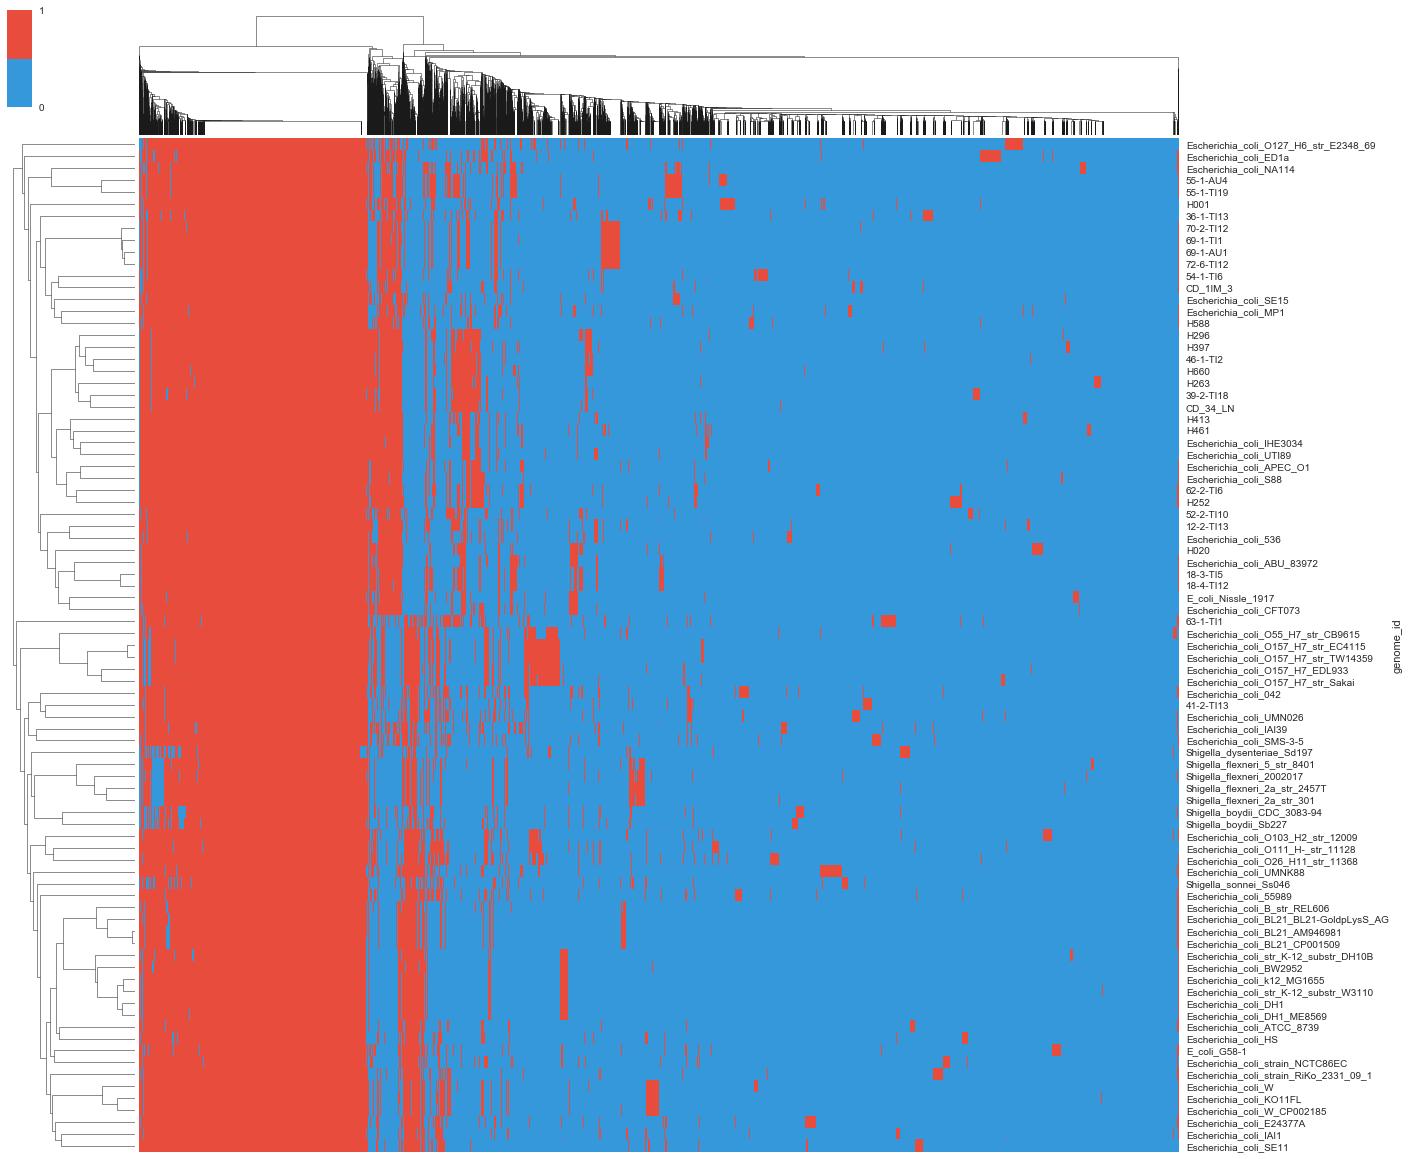 1
0
Escherichia_coli_O127_H6_str_E2348_69
Escherichia_coli_ED1a
Escherichia_coli_NA114
55-1-AU4
55-1-TI19
H001
36-1-TI13
70-2-TI12
69-1-TI1
69-1-AU1
72-6-TI12
54-1-TI6
CD_1IM_3
Escherichia_coli_SE15
Escherichia_coli_MP1
H588
H296
H397
46-1-TI2
H660
H263
39-2-TI18
CD_34_LN
H413
H461
Escherichia_coli_IHE3034
Escherichia_coli_UTI89
Escherichia_coli_APEC_O1
Escherichia_coli_S88
62-2-TI6
H252
52-2-TI10
12-2-TI13
Escherichia_coli_536
H020
Escherichia_coli_ABU_83972
18-3-TI5
18-4-TI12
E_coli_Nissle_1917
Escherichia_coli_CFT073
63-1-TI1
Escherichia_coli_O55_H7_str_CB9615
Escherichia_coli_O157_H7_str_EC4115
Escherichia_coli_O157_H7_str_TW14359
Escherichia_coli_O157_H7_EDL933
Escherichia_coli_O157_H7_str_Sakai
Escherichia_coli_042
41-2-TI13
Escherichia_coli_UMN026
Escherichia_coli_IAI39
Escherichia_coli_SMS-3-5
Shigella_dysenteriae_Sd197
Shigella_flexneri_5_str_8401
Shigella_flexneri_2002017
Shigella_flexneri_2a_str_2457T
Shigella_flexneri_2a_str_301
Shigella_boydii_CDC_3083-94
Shigella_boydii_Sb227
Escherichia_coli_O103_H2_str_12009
Escherichia_coli_O111_H-_str_11128
Escherichia_coli_O26_H11_str_11368
Escherichia_coli_UMNK88
Shigella_sonnei_Ss046
Escherichia_coli_55989
Escherichia_coli_B_str_REL606
Escherichia_coli_BL21_BL21-GoldpLysS_AG
Escherichia_coli_BL21_AM946981
Escherichia_coli_BL21_CP001509
Escherichia_coli_str_K-12_substr_DH10B
Escherichia_coli_BW2952
Escherichia_coli_k12_MG1655
Escherichia_coli_str_K-12_substr_W3110
Escherichia_coli_DH1
Escherichia_coli_DH1_ME8569
Escherichia_coli_ATCC_8739
Escherichia_coli_HS
E_coli_G58-1
Escherichia_coli_strain_NCTC86EC
Escherichia_coli_strain_RiKo_2331_09_1
Escherichia_coli_W
Escherichia_coli_KO11FL
Escherichia_coli_W_CP002185
Escherichia_coli_E24377A
Escherichia_coli_IAI1
Escherichia_coli_SE11
genome_id